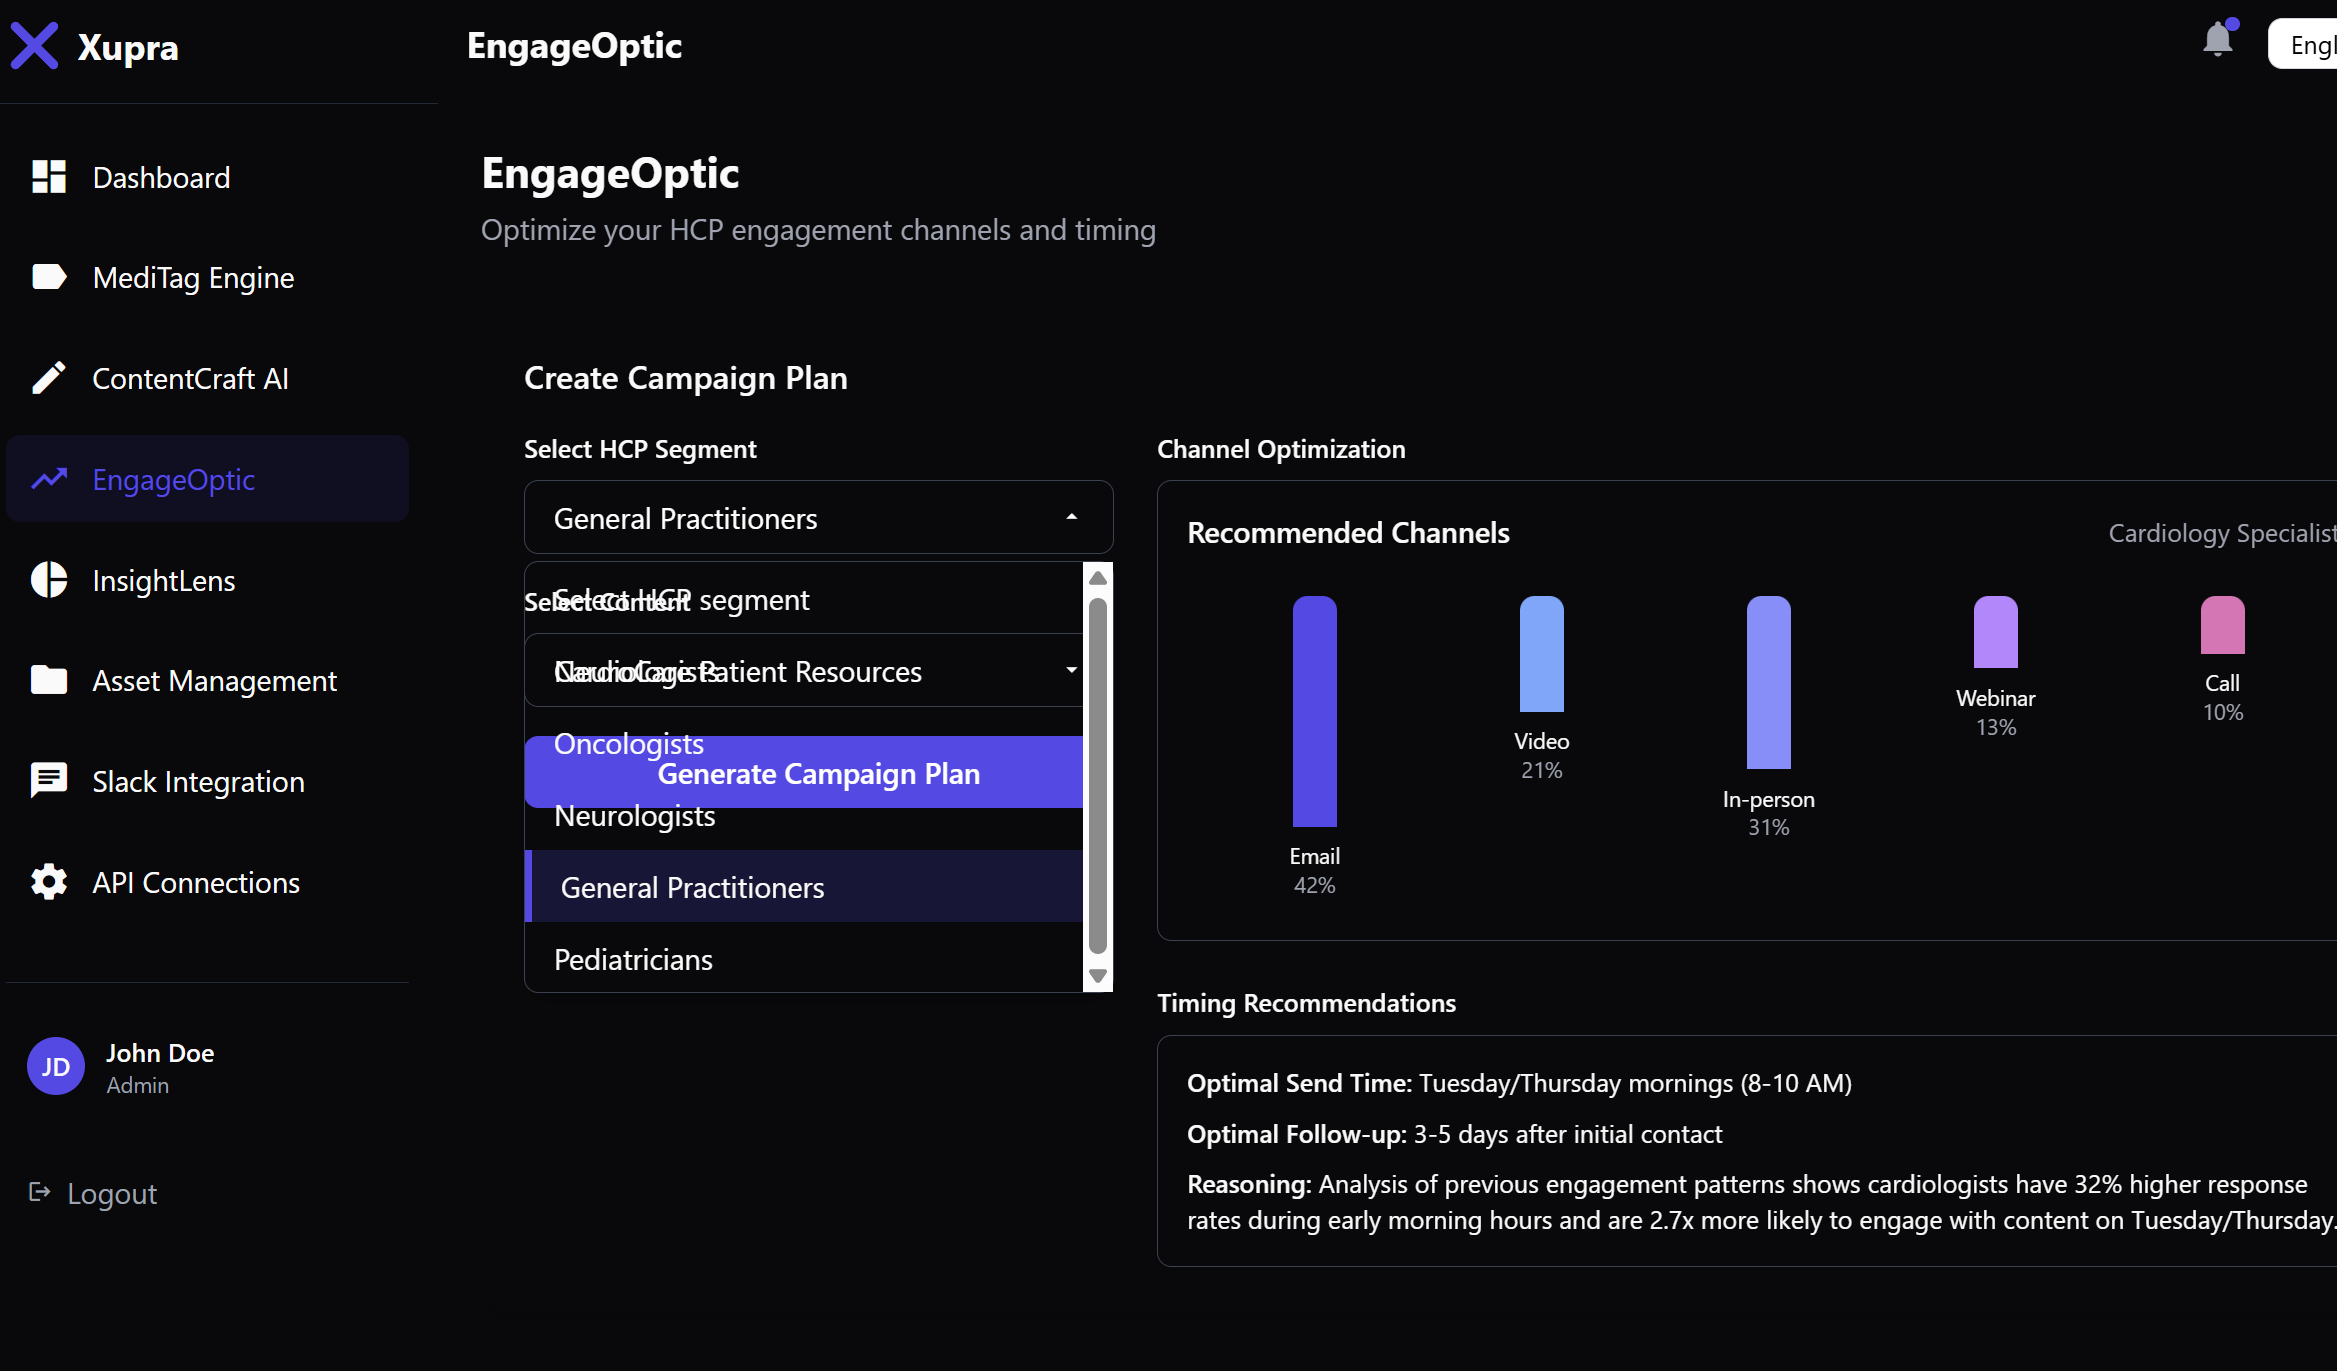 Xupra
EngageOptic
Engl
Dashboard
MediTag Engine
ContentCraft AI
EngageOptic
InsightLens
Asset Management
Slack Integration
API Connections
JD
John Doe
Admin
Logout
EngageOptic
Optimize your HCP engagement channels and timing
Create Campaign Plan
Select HCP Segment
General Practitioners
Select HCP segment
Select Content
Cardiologists
NeuroCare Patient Resources
Oncologists
Generate Campaign Plan
Neurologists
General Practitioners
Pediatricians
Channel Optimization
Recommended Channels
Cardiology Specialist
Email
42%
Video
21%
In-person
31%
Webinar
13%
Call
10%
Timing Recommendations
Optimal Send Time: Tuesday/Thursday mornings (8-10 AM)
Optimal Follow-up: 3-5 days after initial contact
Reasoning: Analysis of previous engagement patterns shows cardiologists have 32% higher response
rates during early morning hours and are 2.7x more likely to engage with content on Tuesday/Thursday.